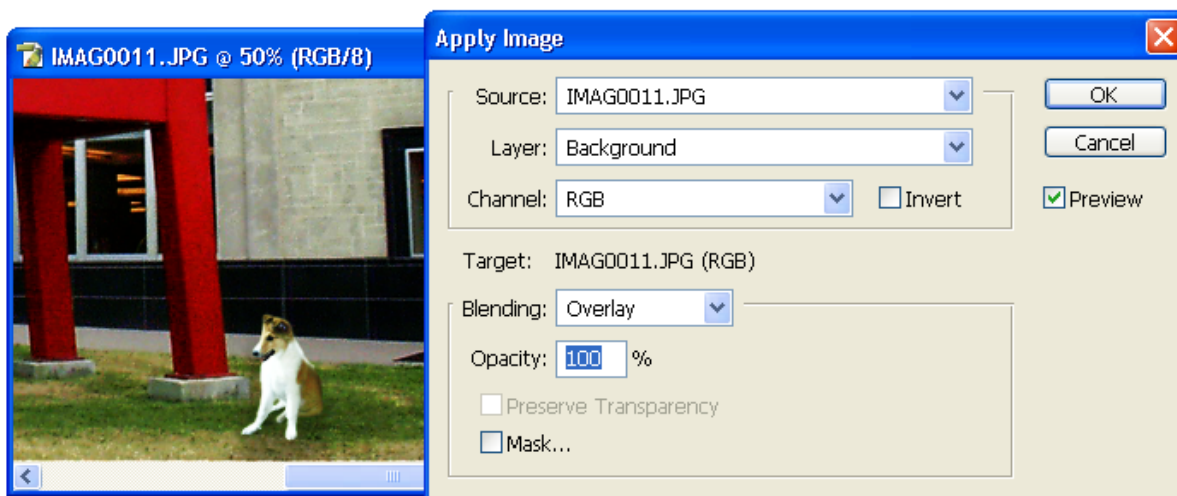 IMAG0011.JPG @ 50% (RGB/8)
Apply Image
Source: IMAG0011.JPG
OK
Layer: Background
Cancel
Channel: RGB
Invert
Preview
Target: IMAG0011.JPG (RGB)
Blending: Overlay
Opacity: 100 %
Preserve Transparency
Mask...